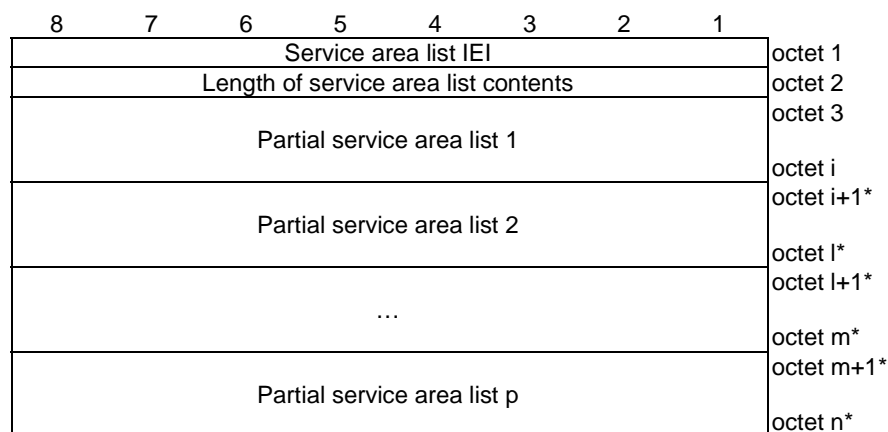 8 7 6 5 4 3 2 1
Service area list IEI octet 1
Length of service area list contents octet 2
octet 3
Partial service area list 1
octet i
octet i+1*
Partial service area list 2
octet l*
octet l+1*
…
octet m*
octet m+1*
Partial service area list p
octet n*